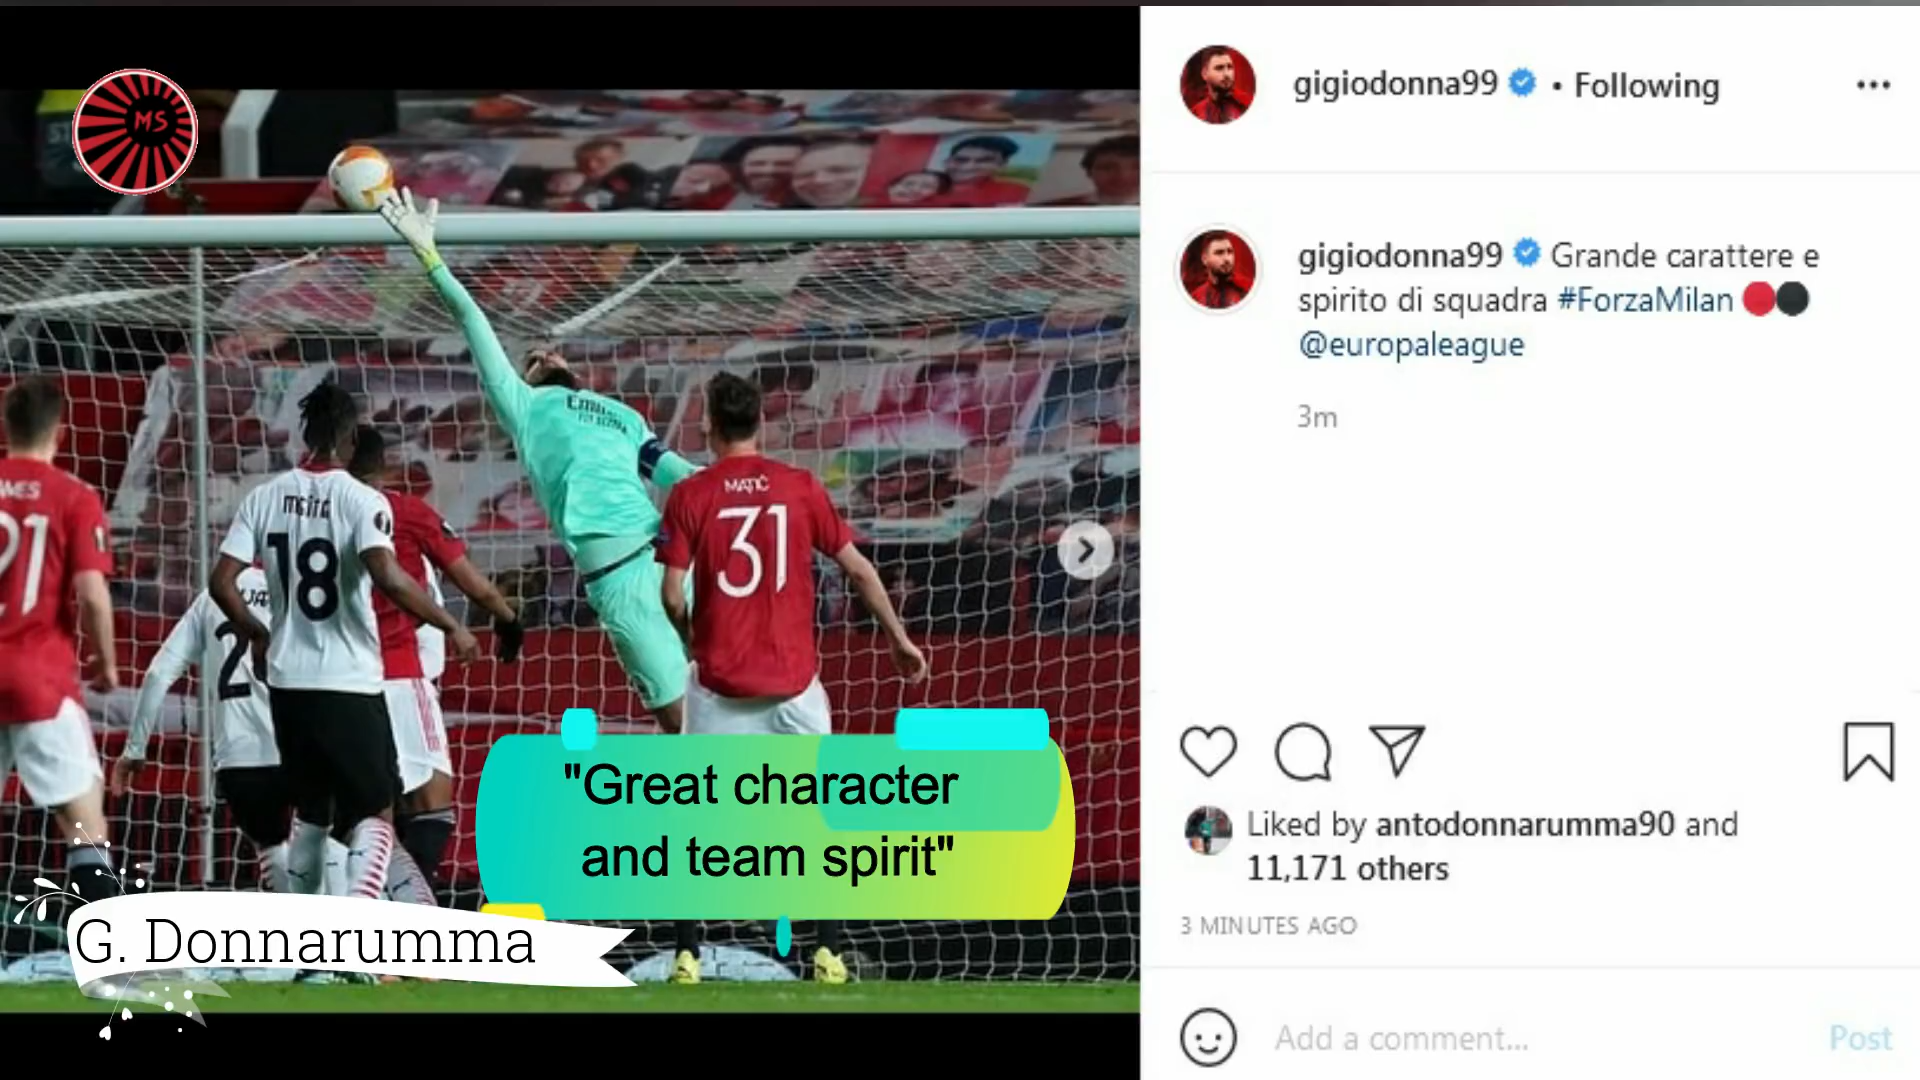 MS
MATIĆ
31
18
21
2
"Great character
and team spirit"
G. Donnarumma
gigiodonna99 • Following
gigiodonna99 Grande carattere e
spirito di squadra #ForzaMilan
@europaleague
3m
Liked by antodonnarumma90 and
11,171 others
3 MINUTES AGO
Add a comment...
Post